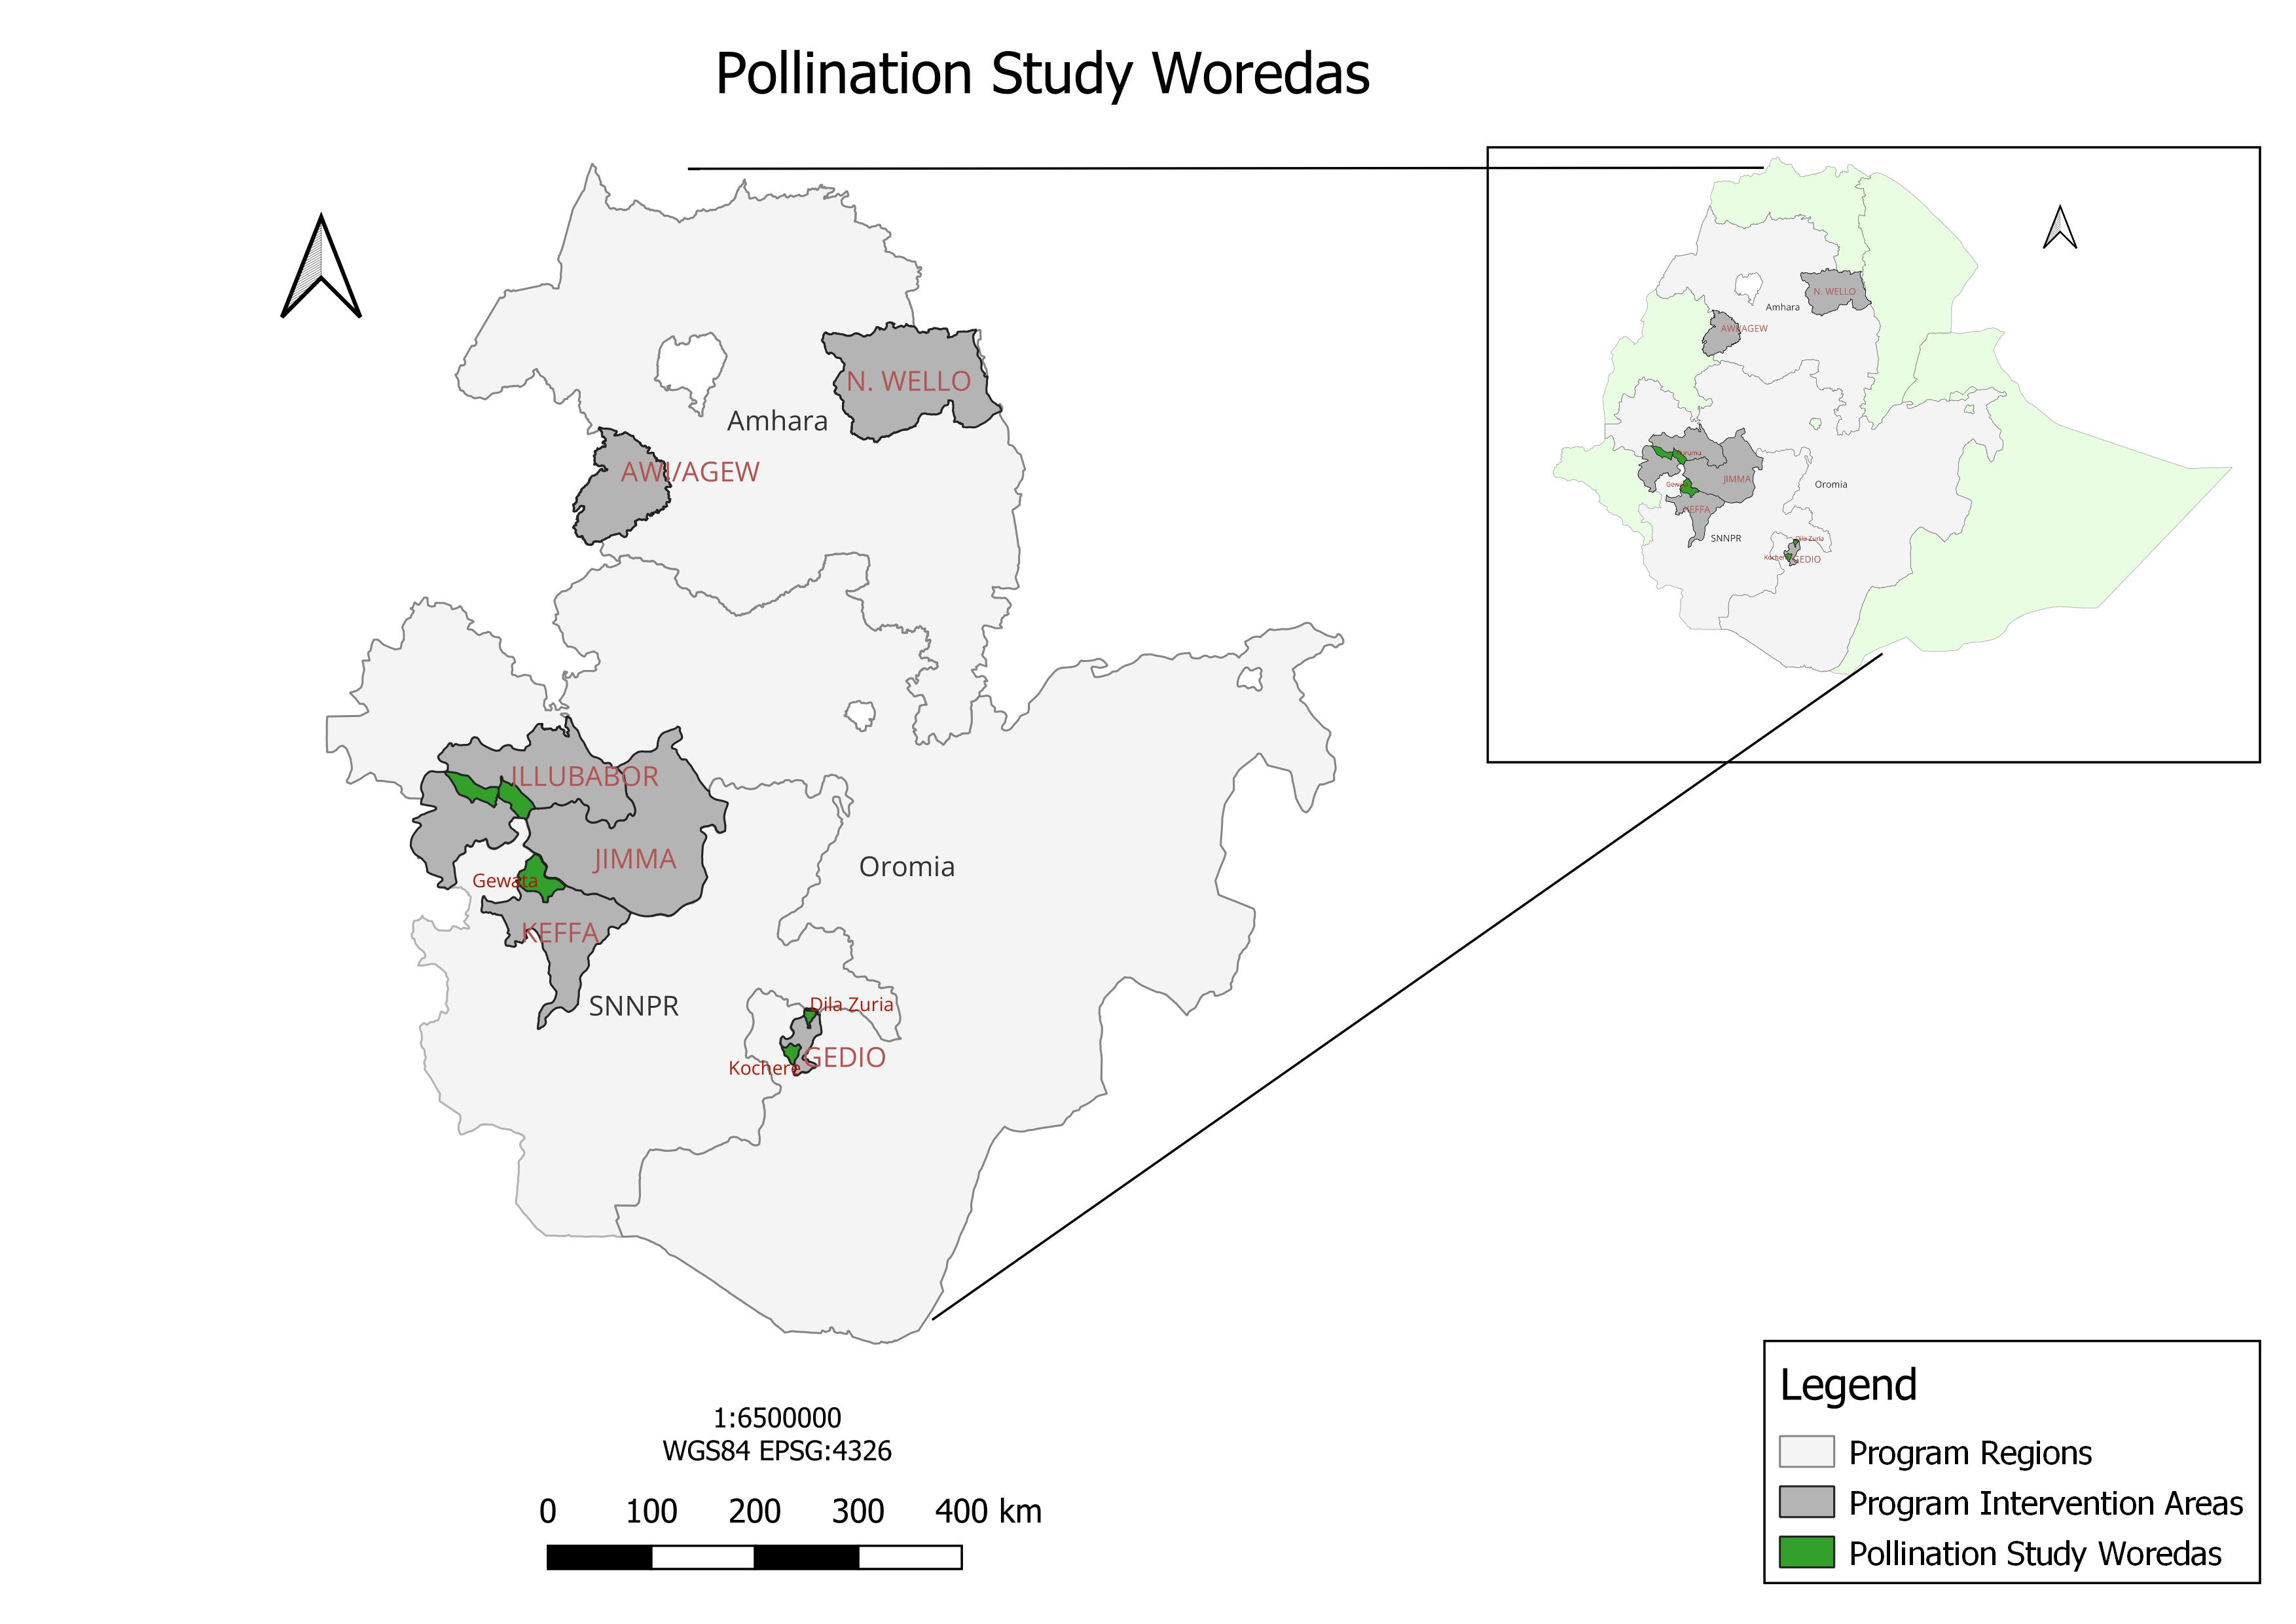 Pollination Study Woredas
N. WELLO
Amhara
AWI/AGEW
ILLUBABOR
JIMMA
Gewata
Oromia
KEFFA
SNNPR
Dila Zuria
GEDIO
Kochere
N. WELLO
Amhara
AWI/AGEW
JIMMA
Oromia
KEFFA
SNNPR
Dila Zuria
Kochere
GEDIO
1:6500000
WGS84 EPSG:4326
0 100 200 300 400 km
Legend
Program Regions
Program Intervention Areas
Pollination Study Woredas